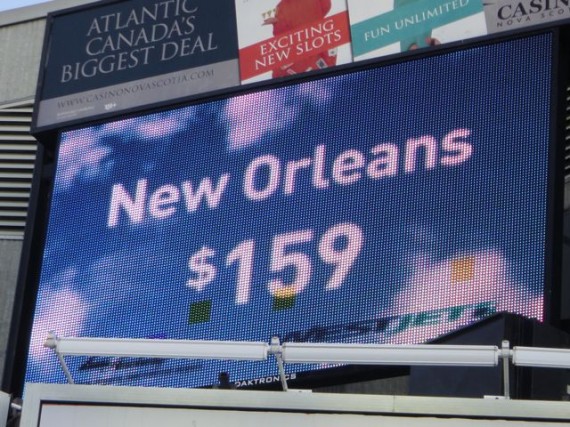 ATLANTIC
CANADA'S
BIGGEST DEAL
WWW.CASINONOVASCOTIA.COM
EXCITING
NEW SLOTS
FUN UNLIMITED
CASIN
NOVA SCO
New Orleans
$159
WESTJET
DAKTRONICS